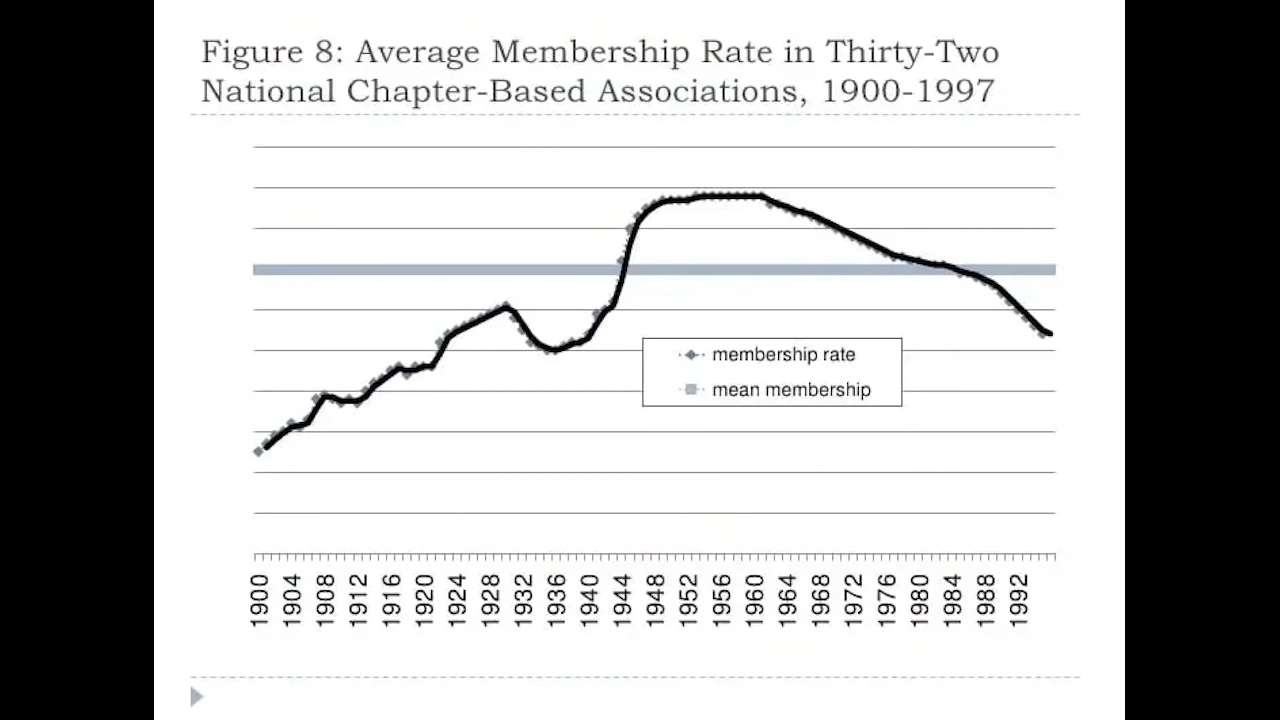 Figure 8: Average Membership Rate in Thirty-Two
National Chapter-Based Associations, 1900-1997
membership rate
mean membership
1900 1904 1908 1912 1916 1920 1924 1928 1932 1936 1940 1944 1948 1952 1956 1960 1964 1968 1972 1976 1980 1984 1988 1992